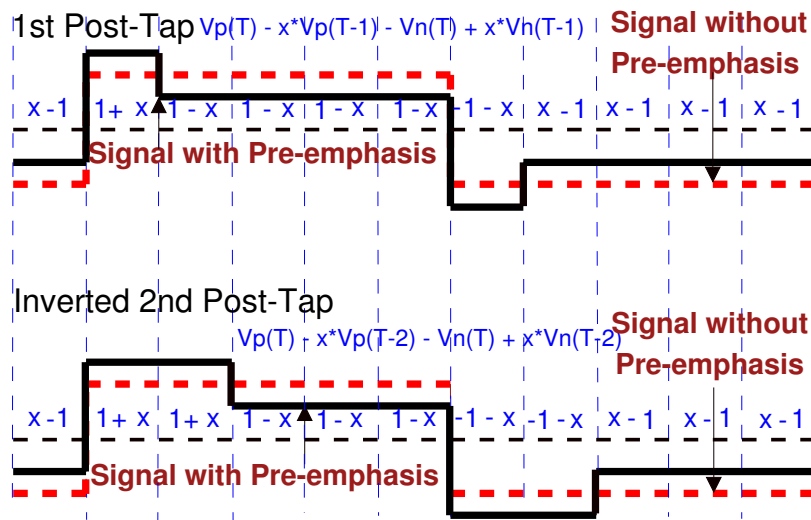 1st Post-Tap Vp(T) - x*Vp(T-1) - Vn(T) + x*Vn(T-1)
Signal without
Pre-emphasis
x-1 1+ x 1 - x 1 - x 1 - x 1- x -1 - x x -1 x - 1 x -1 x -1
Signal with Pre-emphasis
Inverted 2nd Post-Tap
Vp(T) - x*Vp(T-2) - Vn(T) + x*Vn(T-2)
Signal without
Pre-emphasis
x-1 1+ x 1+ x 1 - x 1 - x 1 - x -1 - x -1 - x x - 1 x -1 x -1
Signal with Pre-emphasis